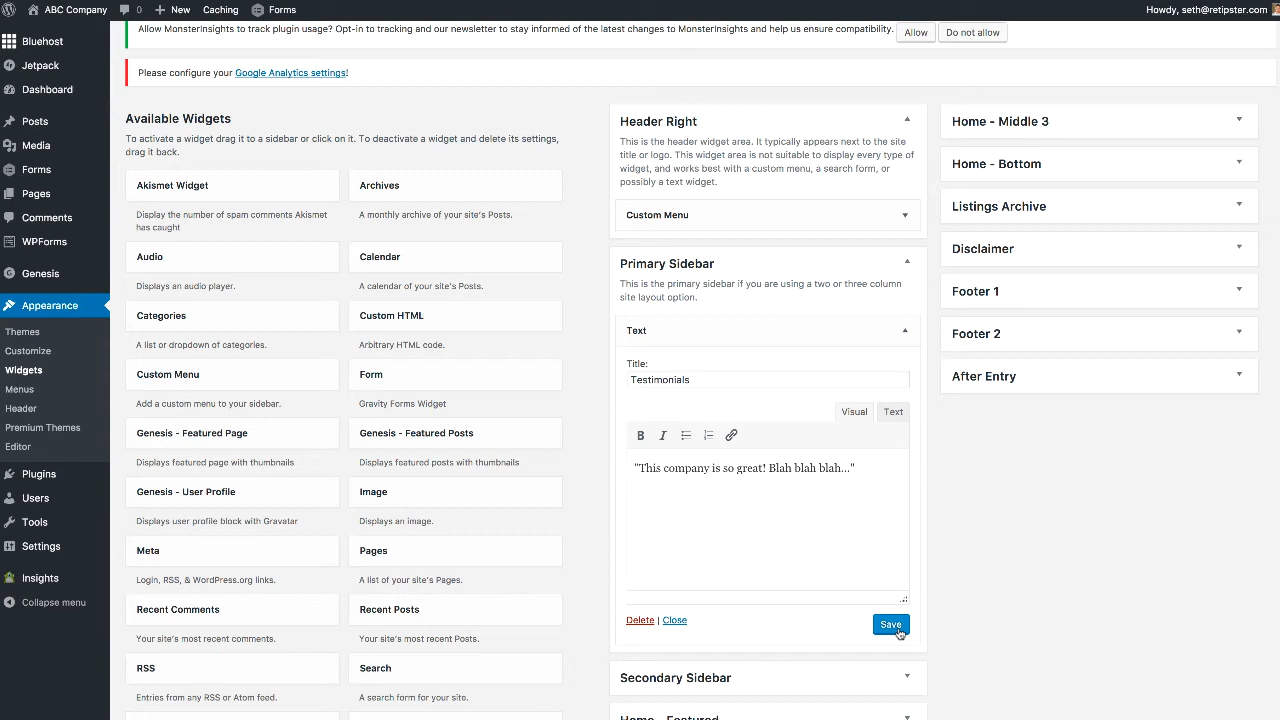 ABC Company 0 New Caching Forms Howdy, seth@retipster.com
Bluehost
Jetpack
Dashboard
Posts
Media
Forms
Pages
Comments
WPForms
Genesis
Appearance
Themes
Customize
Widgets
Menus
Header
Premium Themes
Editor
Plugins
Users
Tools
Settings
Insights
Collapse menu
Allow MonsterInsights to track plugin usage? Opt-in to tracking and our newsletter to stay informed of the latest changes to MonsterInsights and help us ensure compatibility. Allow Do not allow
Please configure your Google Analytics settings!
Available Widgets
To activate a widget drag it to a sidebar or click on it. To deactivate a widget and delete its settings,
drag it back.
Akismet Widget
Display the number of spam comments Akismet
has caught
Archives
A monthly archive of your site's Posts.
Audio
Displays an audio player.
Calendar
A calendar of your site's Posts.
Categories
A list or dropdown of categories.
Custom HTML
Arbitrary HTML code.
Custom Menu
Add a custom menu to your sidebar.
Form
Gravity Forms Widget
Genesis - Featured Page
Displays featured page with thumbnails
Genesis - Featured Posts
Displays featured posts with thumbnails
Genesis - User Profile
Displays user profile block with Gravatar
Image
Displays an image.
Meta
Login, RSS, & WordPress.org links.
Pages
A list of your site's Pages.
Recent Comments
Your site's most recent comments.
Recent Posts
Your site's most recent Posts.
RSS
Entries from any RSS or Atom feed.
Search
A search form for your site.
Header Right
This is the header widget area. It typically appears next to the site
title or logo. This widget area is not suitable to display every type of
widget, and works best with a custom menu, a search form, or
possibly a text widget.
Custom Menu
Primary Sidebar
This is the primary sidebar if you are using a two or three column
site layout option.
Text
Title:
Testimonials
Visual Text
B I
"This company is so great! Blah blah blah..."
Delete | Close
Save
Secondary Sidebar
Home - Featured
Home - Middle 3
Home - Bottom
Listings Archive
Disclaimer
Footer 1
Footer 2
After Entry